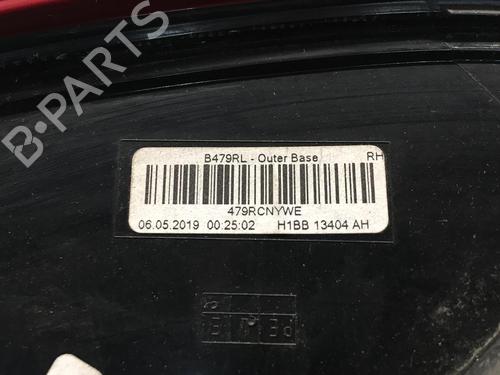 B-PARTS
B479RL - Outer Base RH
479RCNYWE
06.05.2019 00:25:02 H1BB 13404 AH